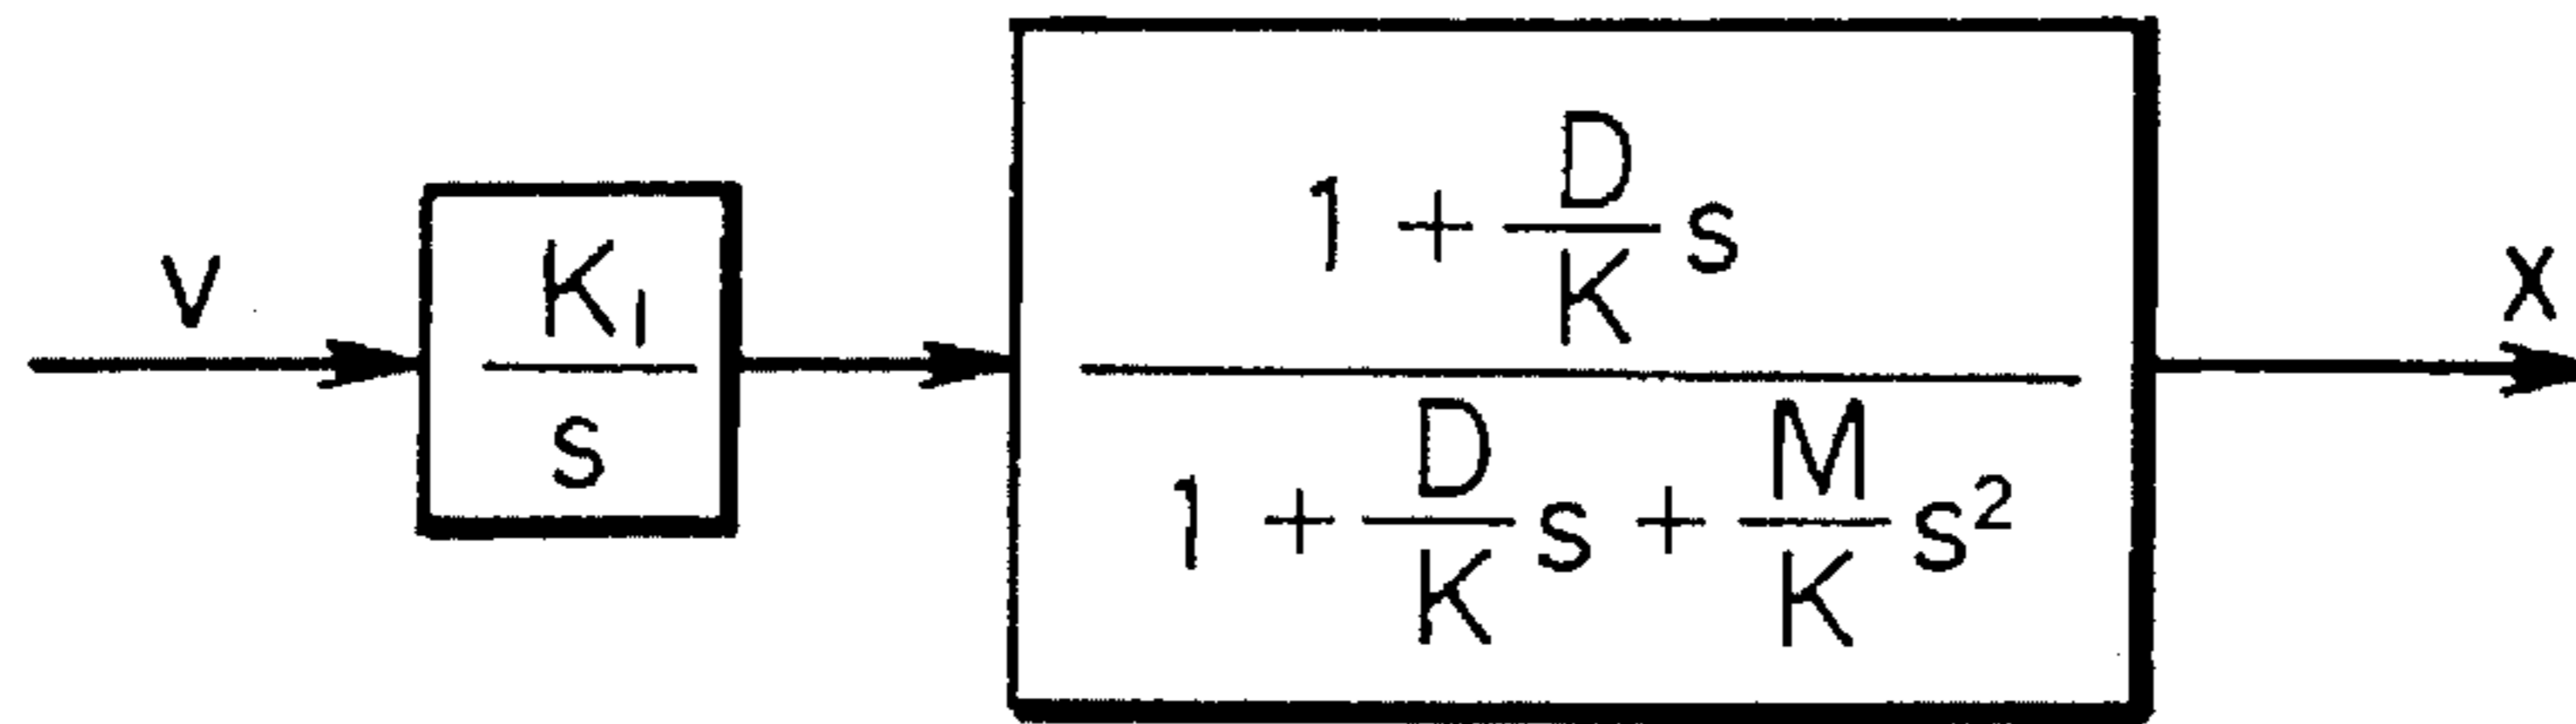 v
K₁
s
1 + D/K s
1 + D/K s + M/K s²
x